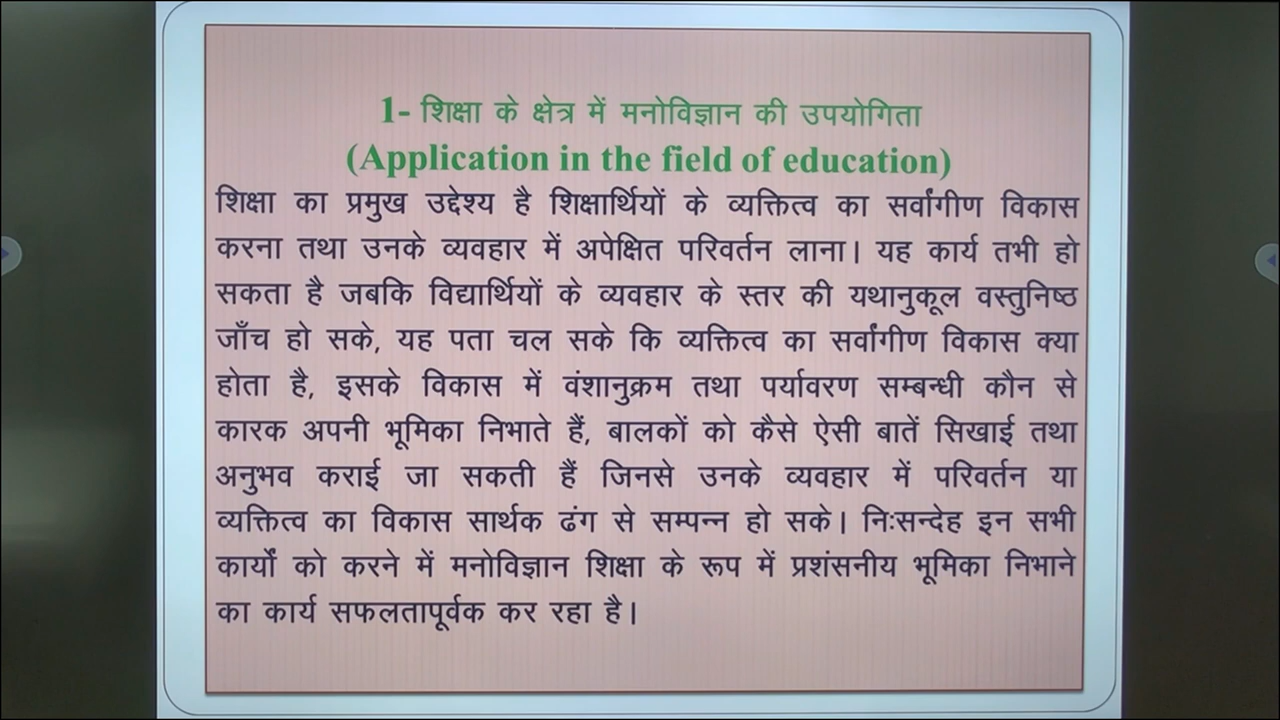 1- शिक्षा के क्षेत्र में मनोविज्ञान की उपयोगिता
(Application in the field of education)
शिक्षा का प्रमुख उद्देश्य है शिक्षार्थियों के व्यक्तित्व का सर्वांगीण विकास
करना तथा उनके व्यवहार में अपेक्षित परिवर्तन लाना। यह कार्य तभी हो
सकता है जबकि विद्यार्थियों के व्यवहार के स्तर की यथानुकूल वस्तुनिष्ठ
जाँच हो सके, यह पता चल सके कि व्यक्तित्व का सर्वांगीण विकास क्या
होता है, इसके विकास में वंशानुक्रम तथा पर्यावरण सम्बन्धी कौन से
कारक अपनी भूमिका निभाते हैं, बालकों को कैसे ऐसी बातें सिखाई तथा
अनुभव कराई जा सकती हैं जिनसे उनके व्यवहार में परिवर्तन या
व्यक्तित्व का विकास सार्थक ढंग से सम्पन्न हो सके। निःसन्देह इन सभी
कार्यों को करने में मनोविज्ञान शिक्षा के रूप में प्रशंसनीय भूमिका निभाने
का कार्य सफलतापूर्वक कर रहा है।